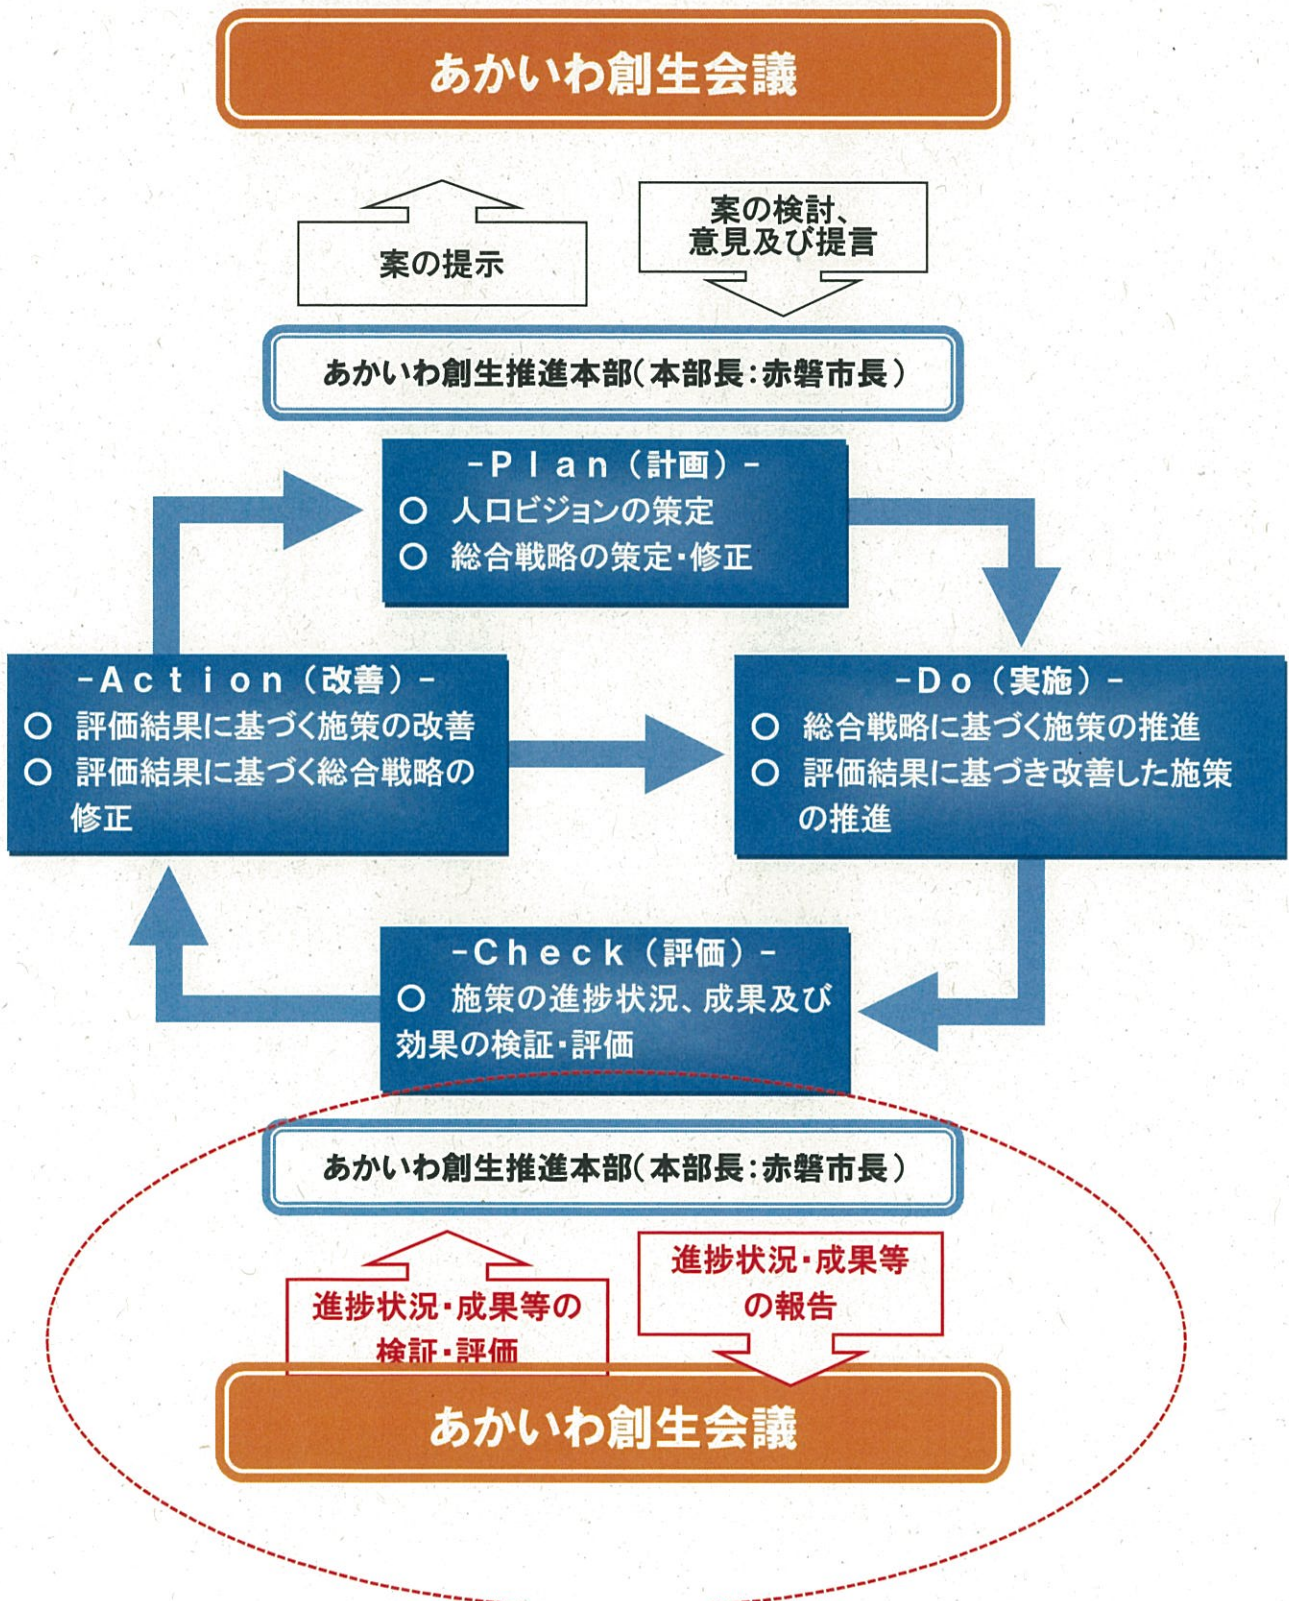 あかいわ創生会議
案の提示
案の検討、
意見及び提言
あかいわ創生推進本部(本部長:赤磐市長)
-Plan(計画)-
○ 人口ビジョンの策定
○ 総合戦略の策定・修正
-Action(改善)-
○ 評価結果に基づく施策の改善
○ 評価結果に基づく総合戦略の
修正
-Do(実施)-
○ 総合戦略に基づく施策の推進
○ 評価結果に基づき改善した施策
の推進
-Check(評価)-
○ 施策の進捗状況、成果及び
効果の検証・評価
あかいわ創生推進本部(本部長:赤磐市長)
進捗状況・成果等の
検証・評価
進捗状況・成果等
の報告
あかいわ創生会議